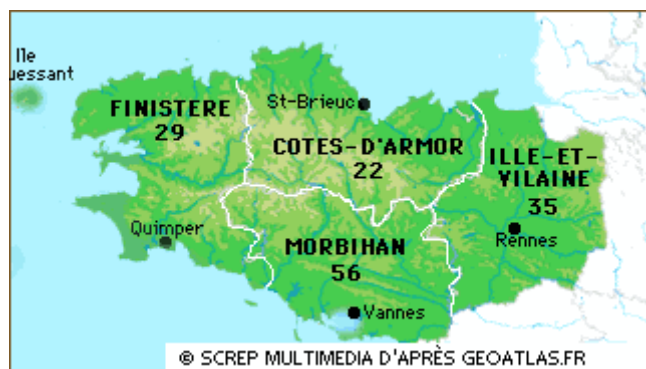 Ile
uessant
FINISTERE
29
St-Brieuc
COTES-D'ARMOR
22
ILLE-ET-
VILAINE
35
Rennes
Quimper
MORBIHAN
56
Vannes
© SCREP MULTIMEDIA D'APRÈS GEOATLAS.FR